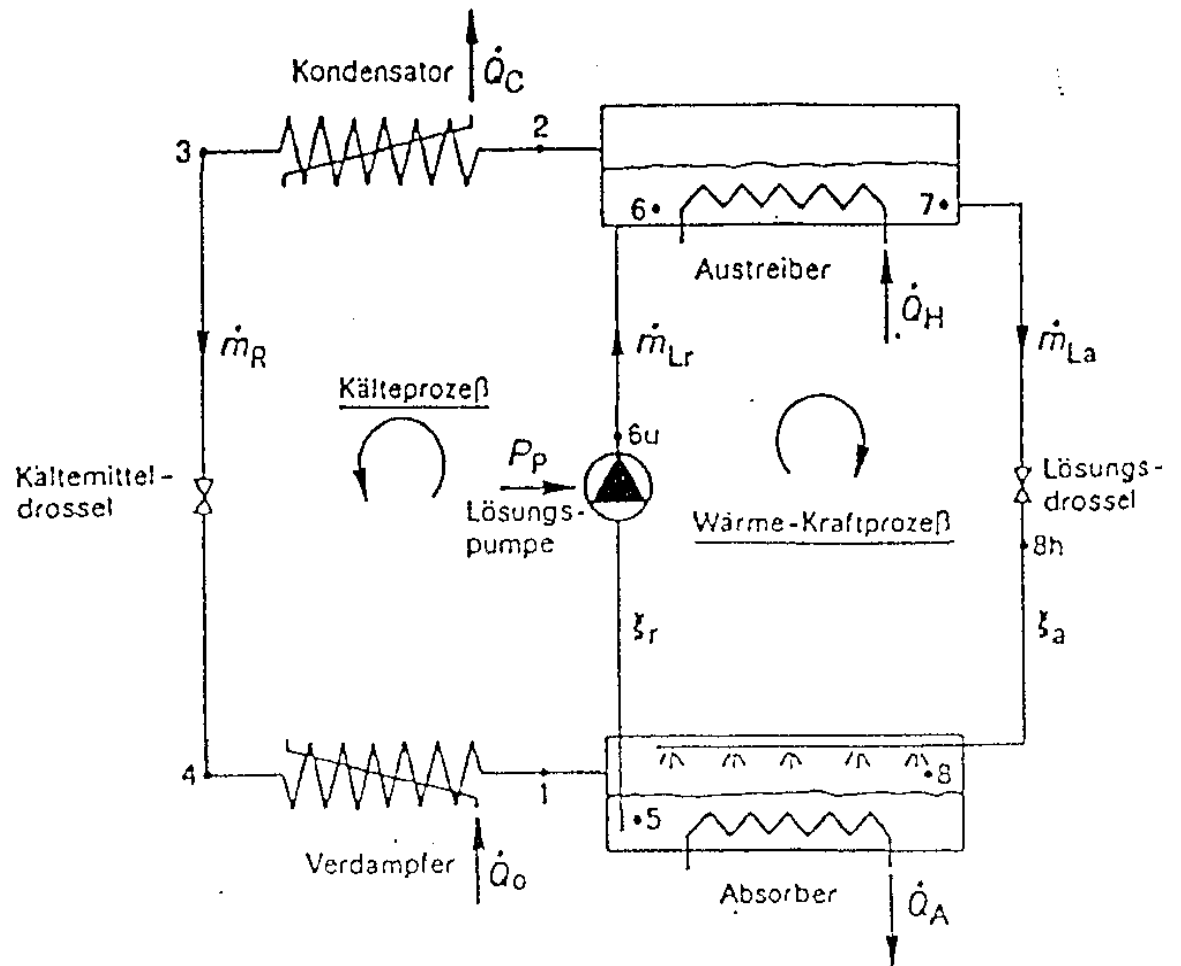 Kondensator
Q̇C
2
3
6
7
Austreiber
Q̇H
ṁR
ṁLr
ṁLa
Kälteprozeß
6u
PP
Kältemittel-
drossel
Lösungs-
pumpe
Lösungs-
drossel
Wärme-Kraftprozeß
8h
ξr
ξa
4
1
8
5
Verdampfer
Q̇o
Absorber
Q̇A